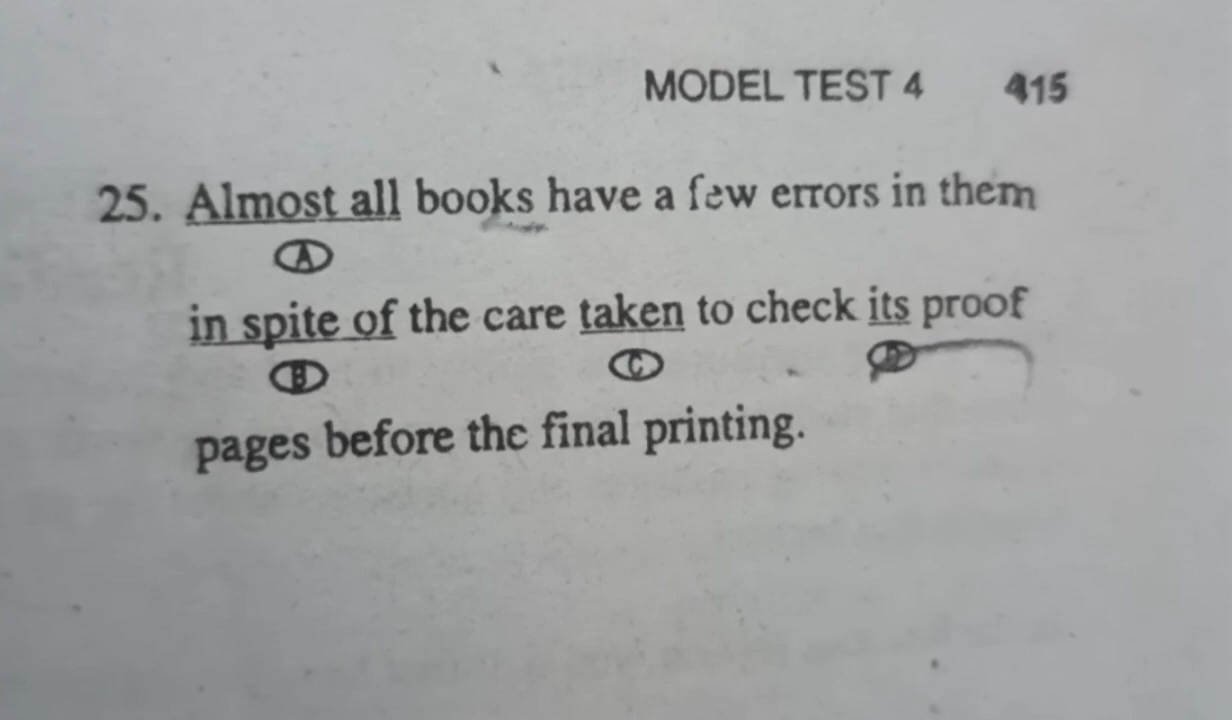 MODEL TEST 4 415
25. Almost all books have a few errors in them
A
in spite of the care taken to check its proof
B C D
pages before the final printing.